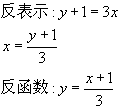 反表示: y + 1 = 3x
x = (y + 1)/3
反函数: y = (x + 1)/3